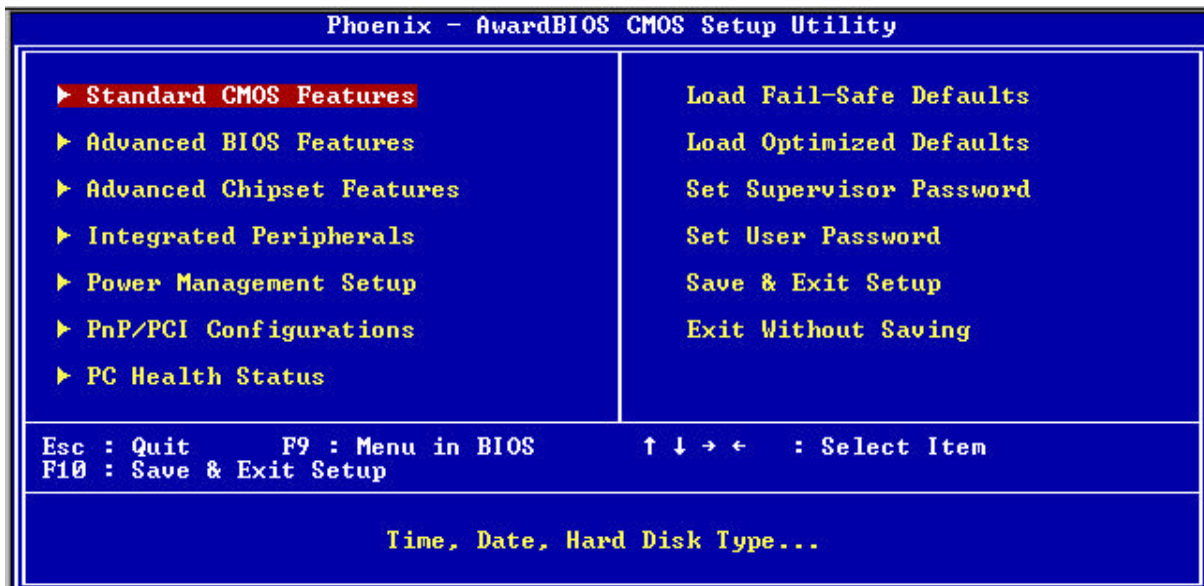 Phoenix - AwardBIOS CMOS Setup Utility
▶ Standard CMOS Features
▶ Advanced BIOS Features
▶ Advanced Chipset Features
▶ Integrated Peripherals
▶ Power Management Setup
▶ PnP/PCI Configurations
▶ PC Health Status
Load Fail-Safe Defaults
Load Optimized Defaults
Set Supervisor Password
Set User Password
Save & Exit Setup
Exit Without Saving
Esc : Quit F9 : Menu in BIOS ↑ ↓ → ← : Select Item
F10 : Save & Exit Setup
Time, Date, Hard Disk Type...